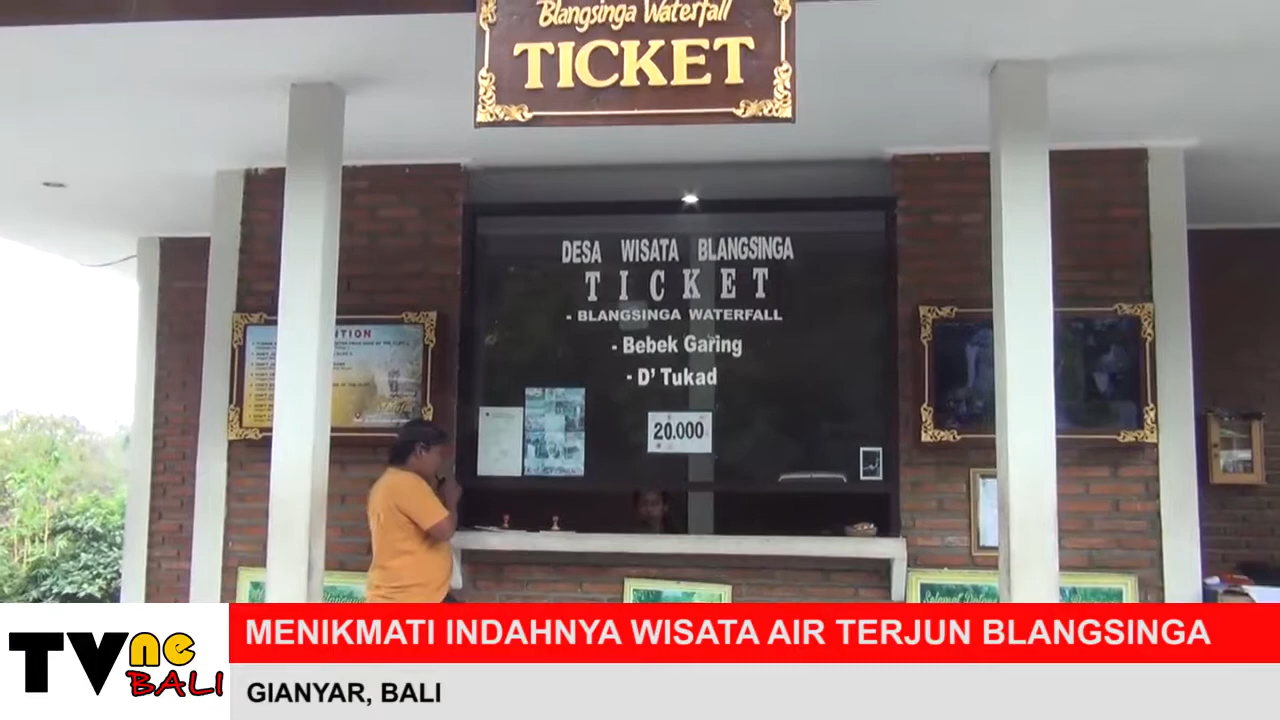 Blangsinga Waterfall
TICKET
DESA WISATA BLANGSINGA
TICKET
- BLANGSINGA WATERFALL
- Bebek Garing
- D' Tukad
20.000
MENIKMATI INDAHNYA WISATA AIR TERJUN BLANGSINGA
TVne
BALI
GIANYAR, BALI